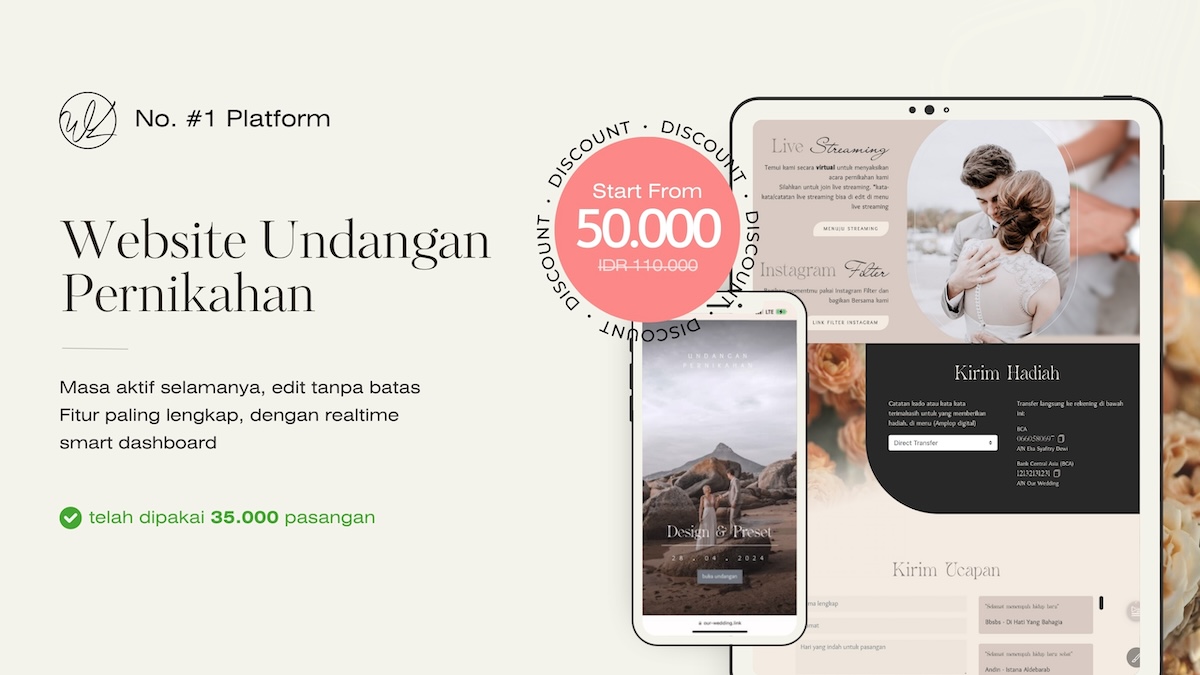 No. #1 Platform
Website Undangan
Pernikahan
Masa aktif selamanya, edit tanpa batas
Fitur paling lengkap, dengan realtime
smart dashboard
telah dipakai 35.000 pasangan
DISCOUNT · DISCOUNT · DISCOUNT · DISCOUNT · DISCOUNT ·
Start From
50.000
IDR 110.000
Live Streaming
Temui kami secara virtual untuk menyaksikan
acara pernikahan kami
Silahkan untuk join live streaming. *kata-
kata/catatan live streaming bisa di edit di menu
live streaming
MENUJU STREAMING
Instagram Filter
momentmu pakai Instagram Filter dan
bagikan Bersama kami
LINK FILTER INSTAGRAM
LTE
UNDANGAN
PERNIKAHAN
Design & Preset
28 . 04 . 2024
buka undangan
our-wedding.link
Kirim Hadiah
Catatan kado atau kata kata
terimakasih untuk yang memberikan
hadiah, di menu (Amplop digital)
Direct Transfer
Transfer langsung ke rekening di bawah
ini:
BCA
0660580697
A/N Eka Syafitry Dewi
Bank Central Asia (BCA)
12132131231
A/N Our Wedding
Kirim Ucapan
ma lengkap
mat
Hari yang indah untuk pasangan
"Selamat menempuh hidup baru"
Blabs - Di Hati Yang Bahagia
"Selamat menempuh hidup baru what"
Andin - Istana Aldebarab